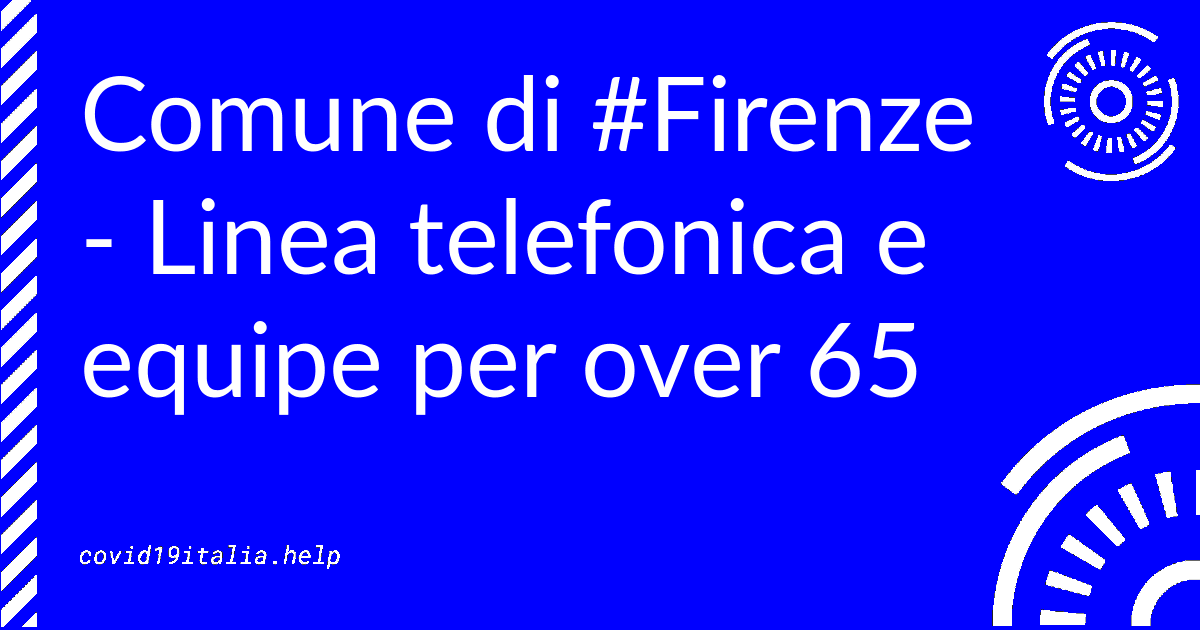 Comune di #Firenze
- Linea telefonica e
equipe per over 65
covid19italia.help